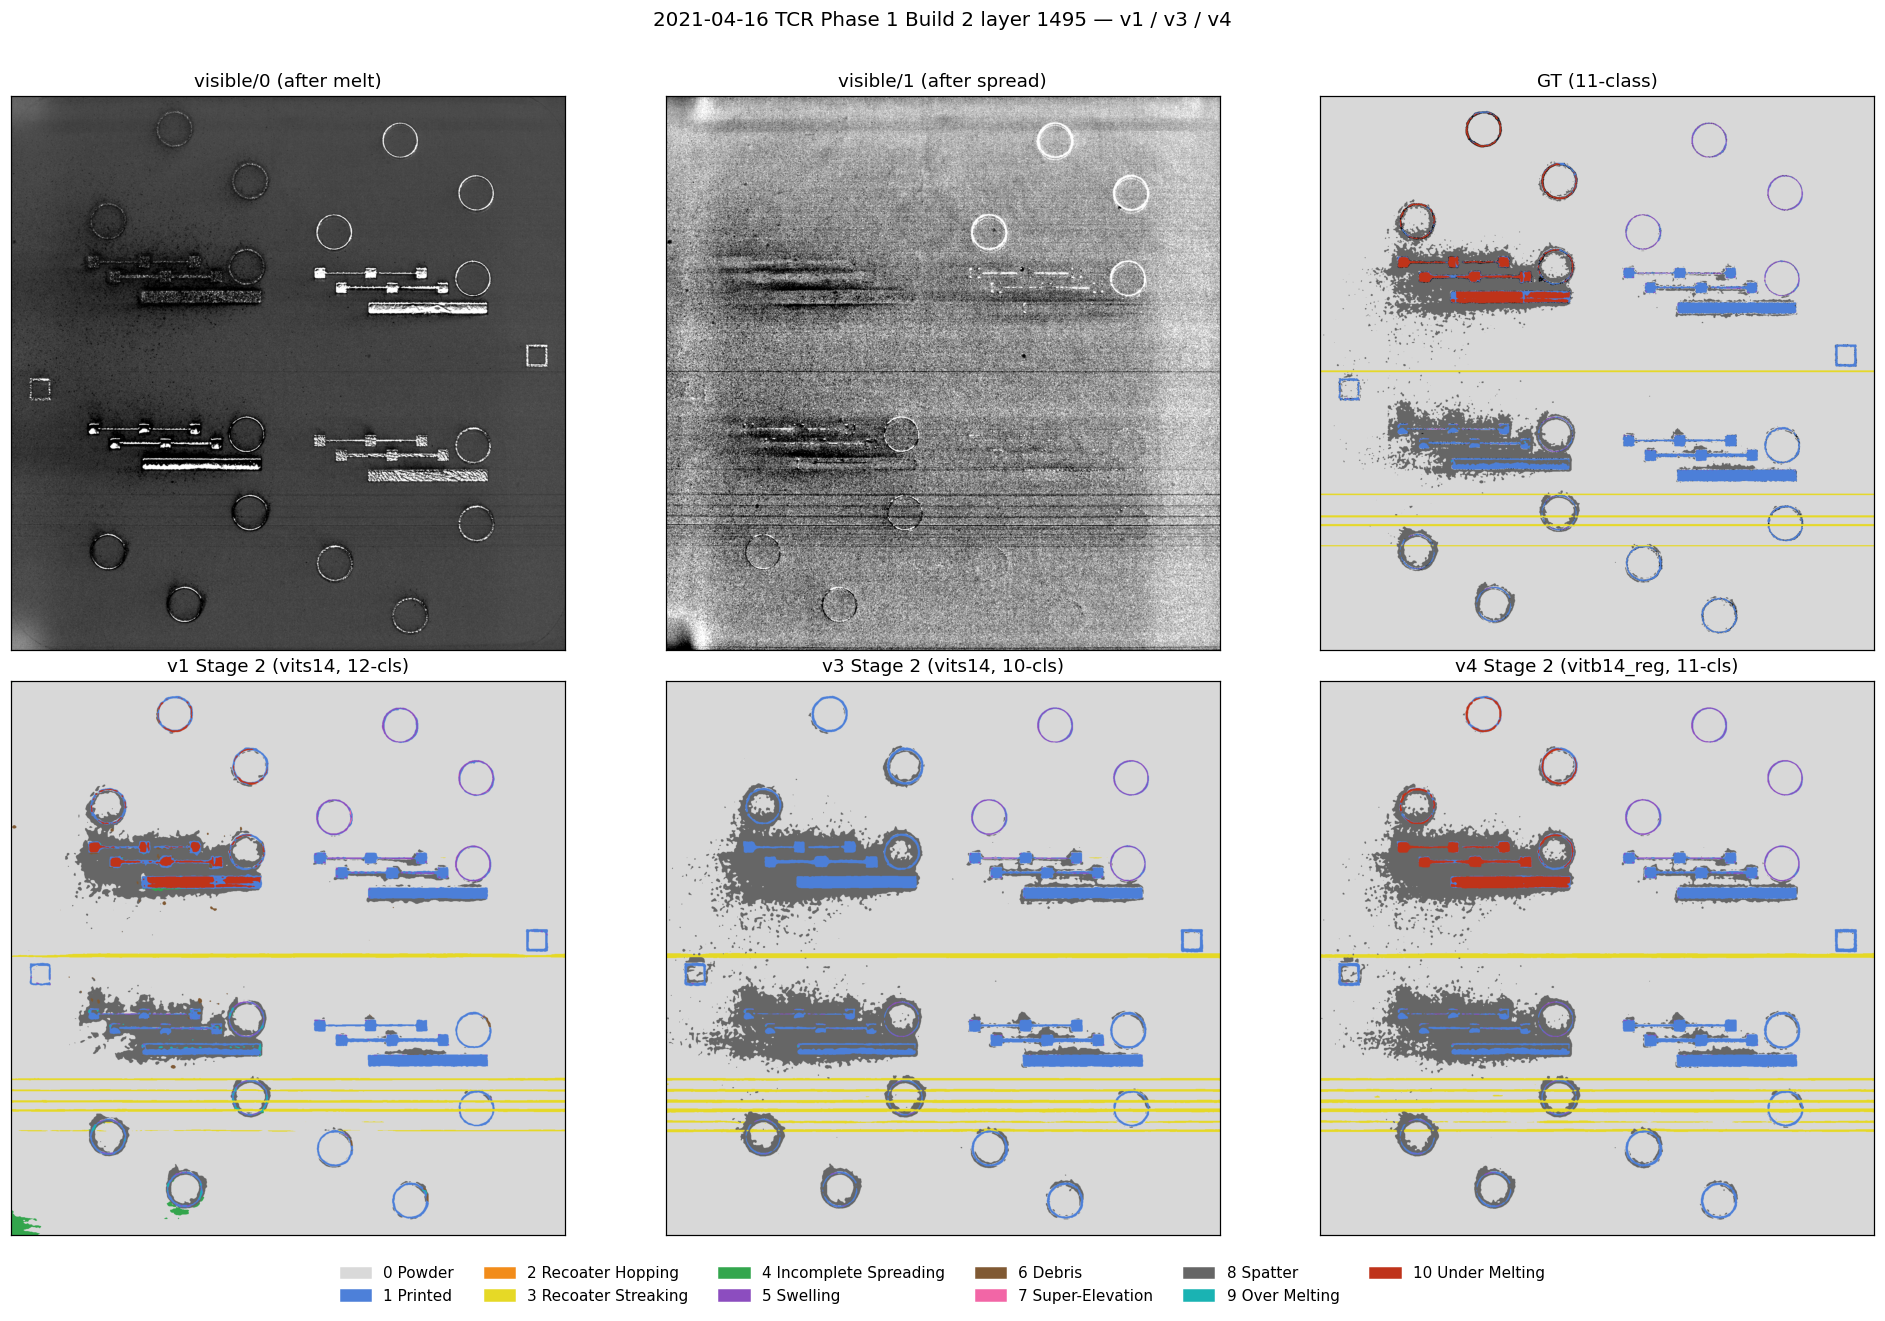 2021-04-16 TCR Phase 1 Build 2 layer 1495 — v1 / v3 / v4
visible/0 (after melt)
visible/1 (after spread)
GT (11-class)
v1 Stage 2 (vits14, 12-cls)
v3 Stage 2 (vits14, 10-cls)
v4 Stage 2 (vitb14_reg, 11-cls)
0 Powder
2 Recoater Hopping
4 Incomplete Spreading
6 Debris
8 Spatter
10 Under Melting
1 Printed
3 Recoater Streaking
5 Swelling
7 Super-Elevation
9 Over Melting